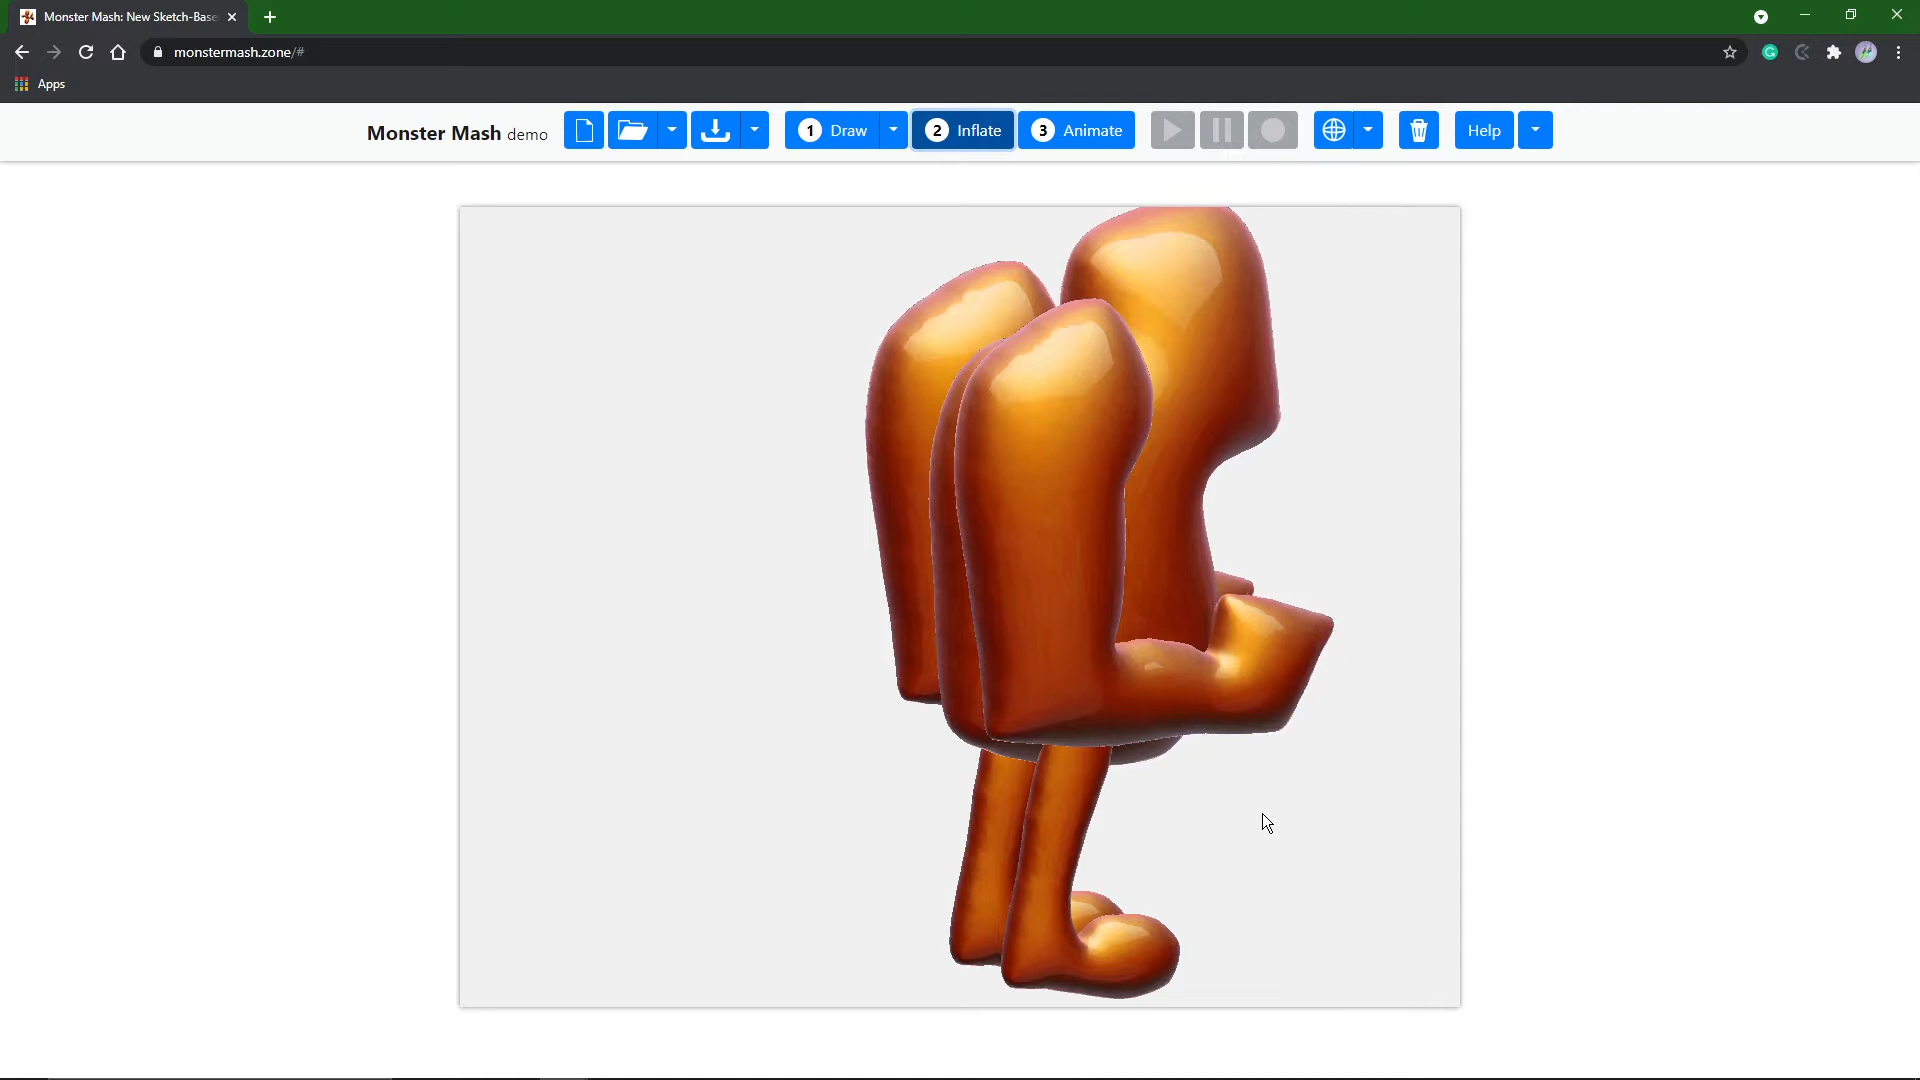 Monster Mash: New Sketch-Base
monstermash.zone/#
Apps
Monster Mash demo
1 Draw
2 Inflate
3 Animate
Help